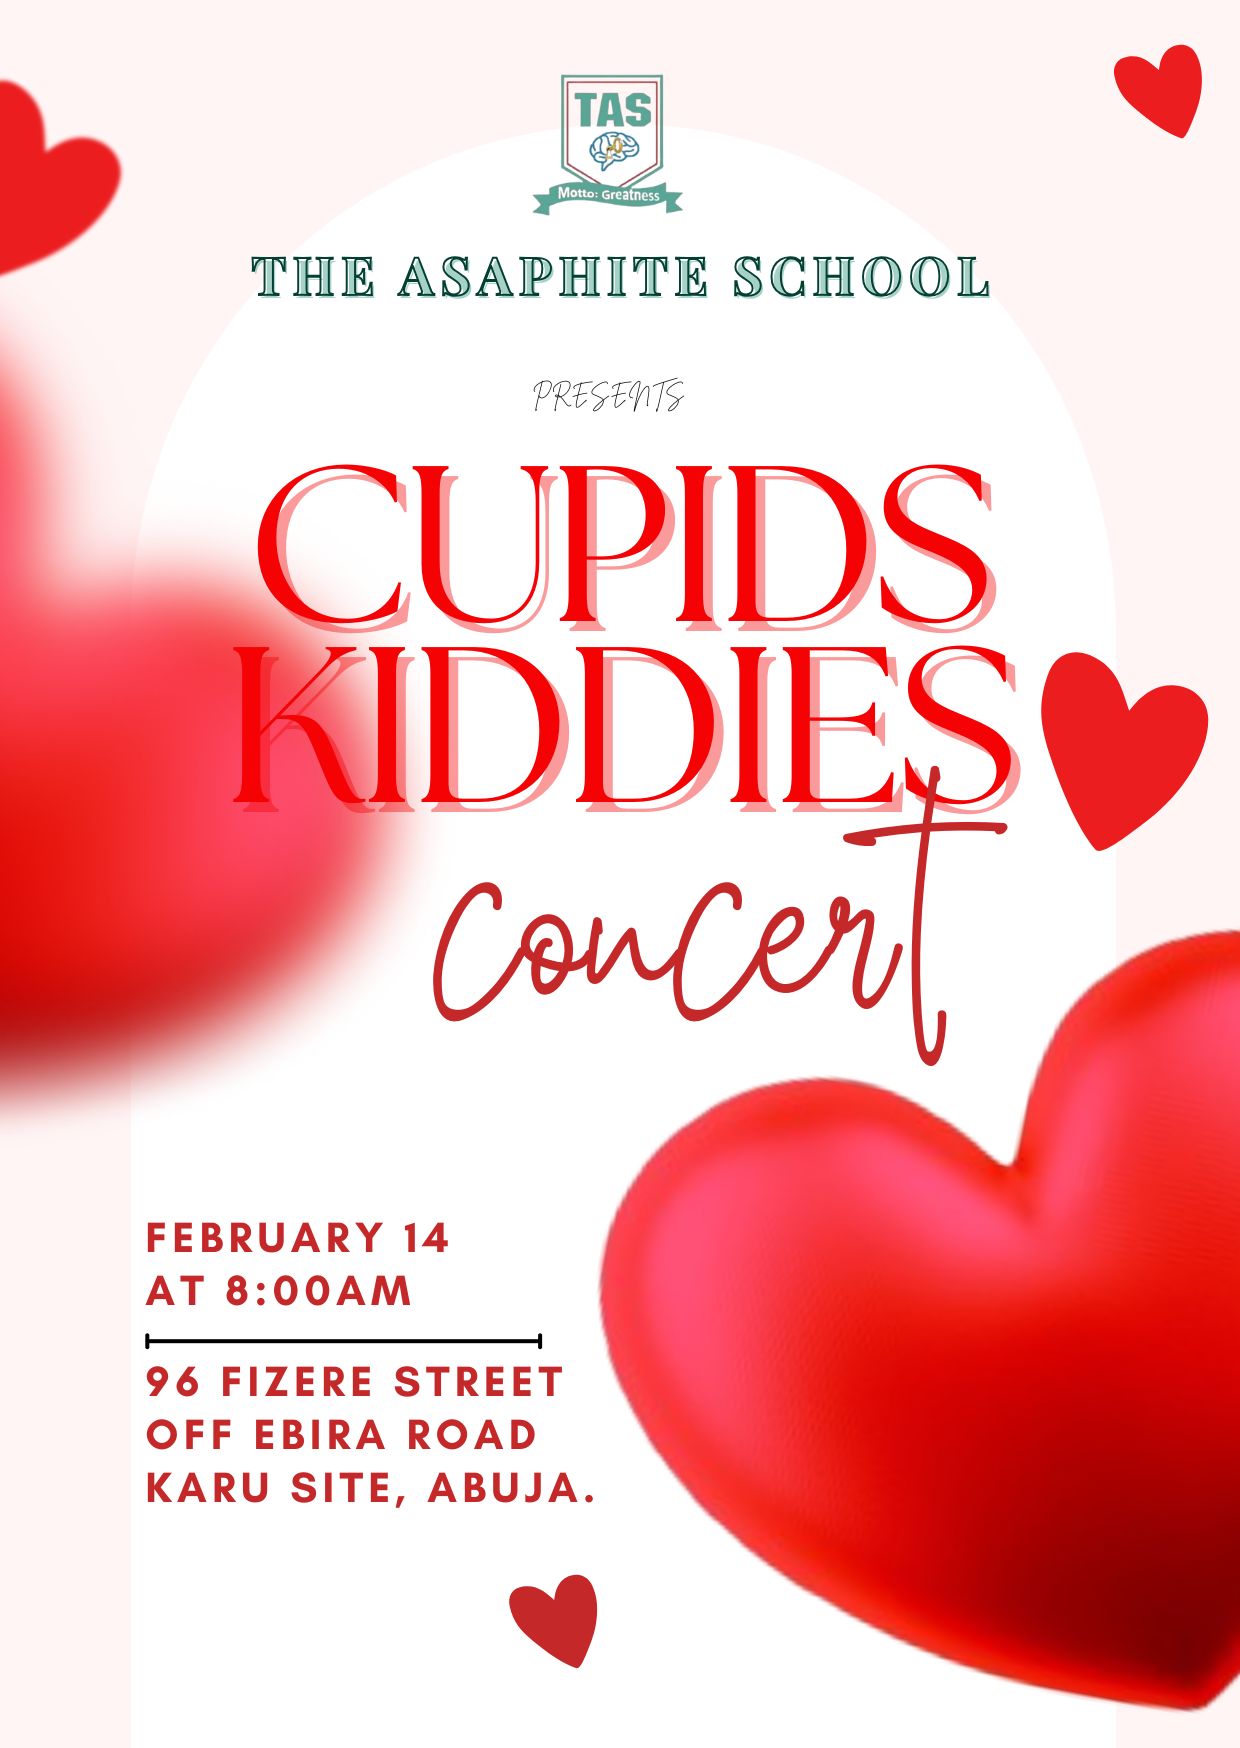 TAS
Motto: Greatness
THE ASAPHITE SCHOOL
PRESENTS
CUPIDS
KIDDIES
concert
FEBRUARY 14
AT 8:00AM
96 FIZERE STREET
OFF EBIRA ROAD
KARU SITE, ABUJA.